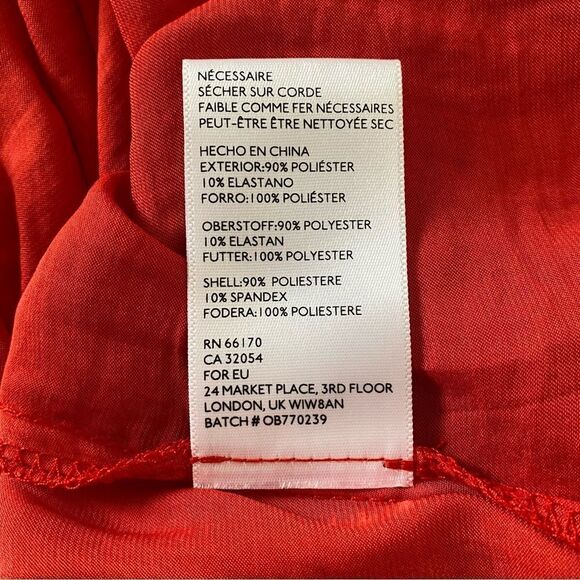 NÉCESSAIRE
SÉCHER SUR CORDE
FAIBLE COMME FER NÉCESSAIRES
PEUT-ÊTRE ÊTRE NETTOYÉE SEC
HECHO EN CHINA
EXTERIOR:90% POLIÉSTER
10% ELASTANO
FORRO:100% POLIÉSTER
OBERSTOFF:90% POLYESTER
10% ELASTAN
FUTTER:100% POLYESTER
SHELL:90% POLIESTERE
10% SPANDEX
FODERA:100% POLIESTERE
RN 66170
CA 32054
FOR EU
24 MARKET PLACE, 3RD FLOOR
LONDON, UK WIW8AN
BATCH # OB770239